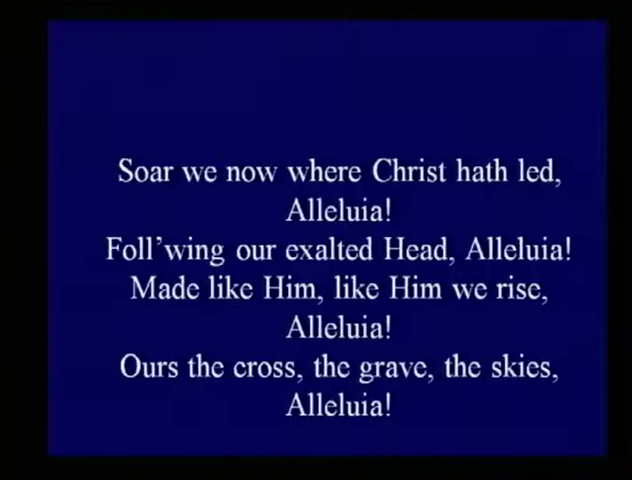 Soar we now where Christ hath led,
Alleluia!
Foll'wing our exalted Head, Alleluia!
Made like Him, like Him we rise,
Alleluia!
Ours the cross, the grave, the skies,
Alleluia!